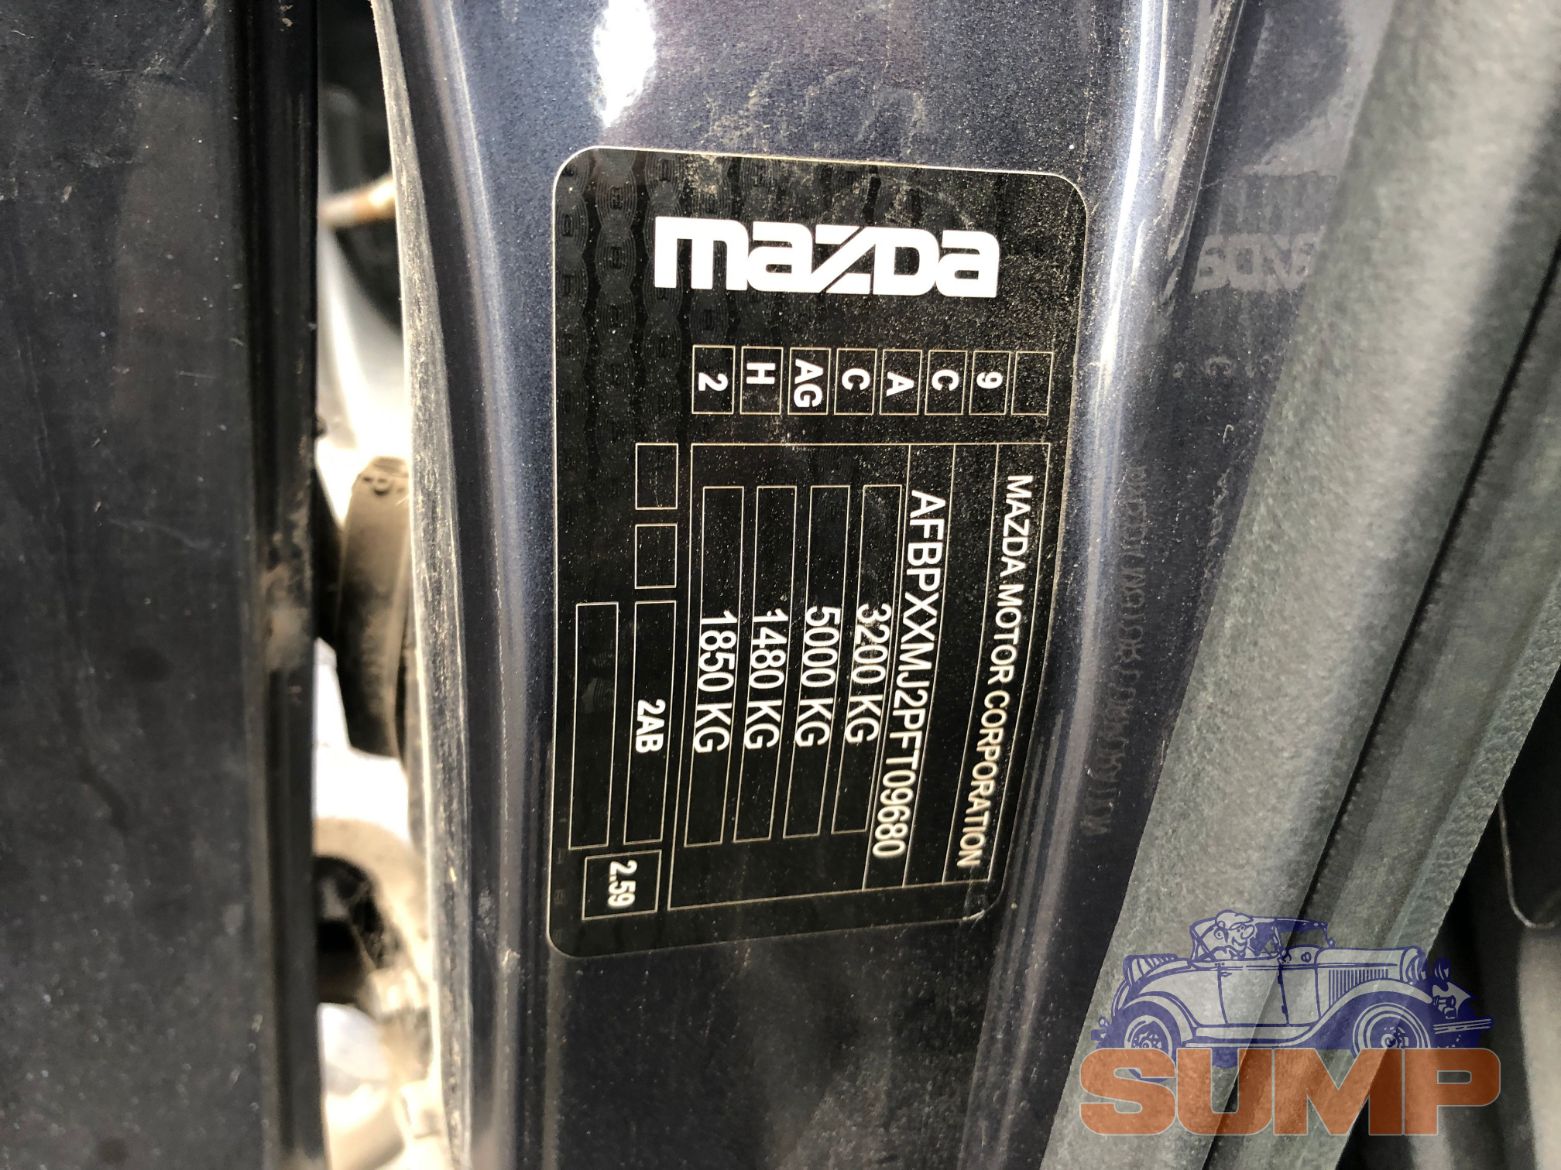 mazda
9
C
A
C
AG
H
2
MAZDA MOTOR CORPORATION
AFBPXXMJ2PFT09680
3200 KG
5000 KG
1480 KG
1850 KG
2AB
2.59
SUMP